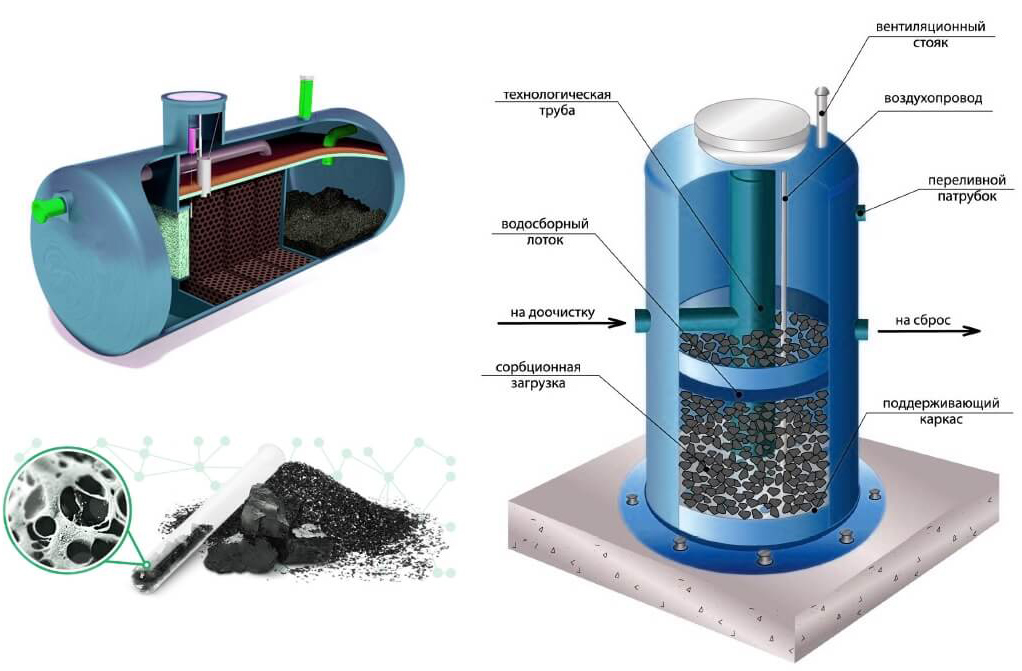 вентиляционный
стояк
технологическая
труба
воздухопровод
переливной
патрубок
водосборный
лоток
на доочистку
на сброс
сорбционная
загрузка
поддерживающий
каркас